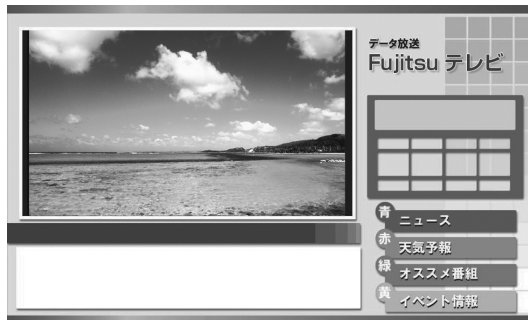 データ放送
Fujitsu テレビ
青 ニュース
赤 天気予報
緑 オススメ番組
黄 イベント情報